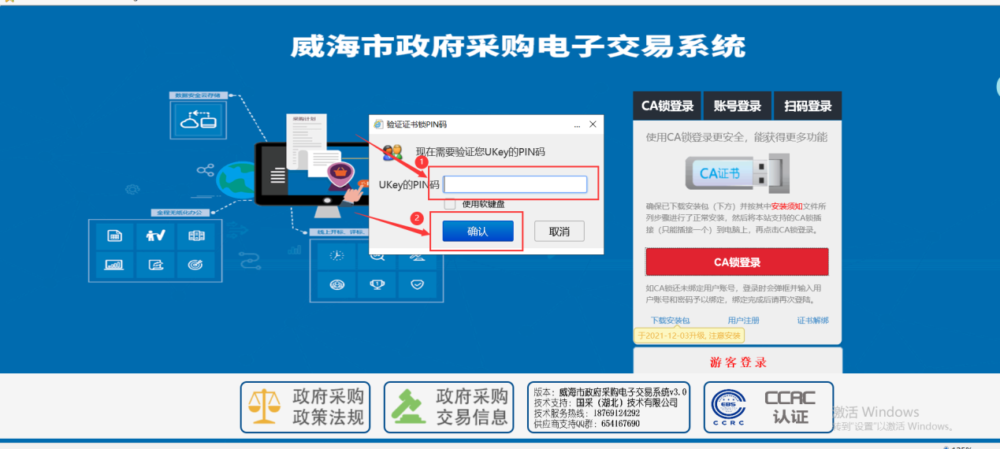 威海市政府采购电子交易系统
数据安全云存储
采购计划
全程无纸化办公
线上开标、评标、
验证证书锁PIN码
现在需要验证您UKey的PIN码
1
UKey的PIN码
使用软键盘
2
确认
取消
CA锁登录
账号登录
扫码登录
使用CA锁登录更安全，能获得更多功能
CA证书
确保已下载安装包（下方）并按其中安装须知文件所
列步骤进行了正常安装，然后将本站支持的CA锁插
接（只能插接一个）到电脑上，再点击CA锁登录。
CA锁登录
如CA锁还未绑定用户账号，登录时会弹框并输入用
户账号和密码予以绑定，绑定完成后请再次登陆。
下载安装包
用户注册
证书解绑
于2021-12-03升级, 注意安装
游客登录
政府采购
政策法规
政府采购
交易信息
版本：威海市政府采购电子交易系统v3.0
技术支持：国采（湖北）技术有限公司
技术服务热线：18769124292
供应商支持QQ群：654167690
EBS
CCRC
CCRC
认证
激活 Windows
转到"设置"以激活 Windows。
125%